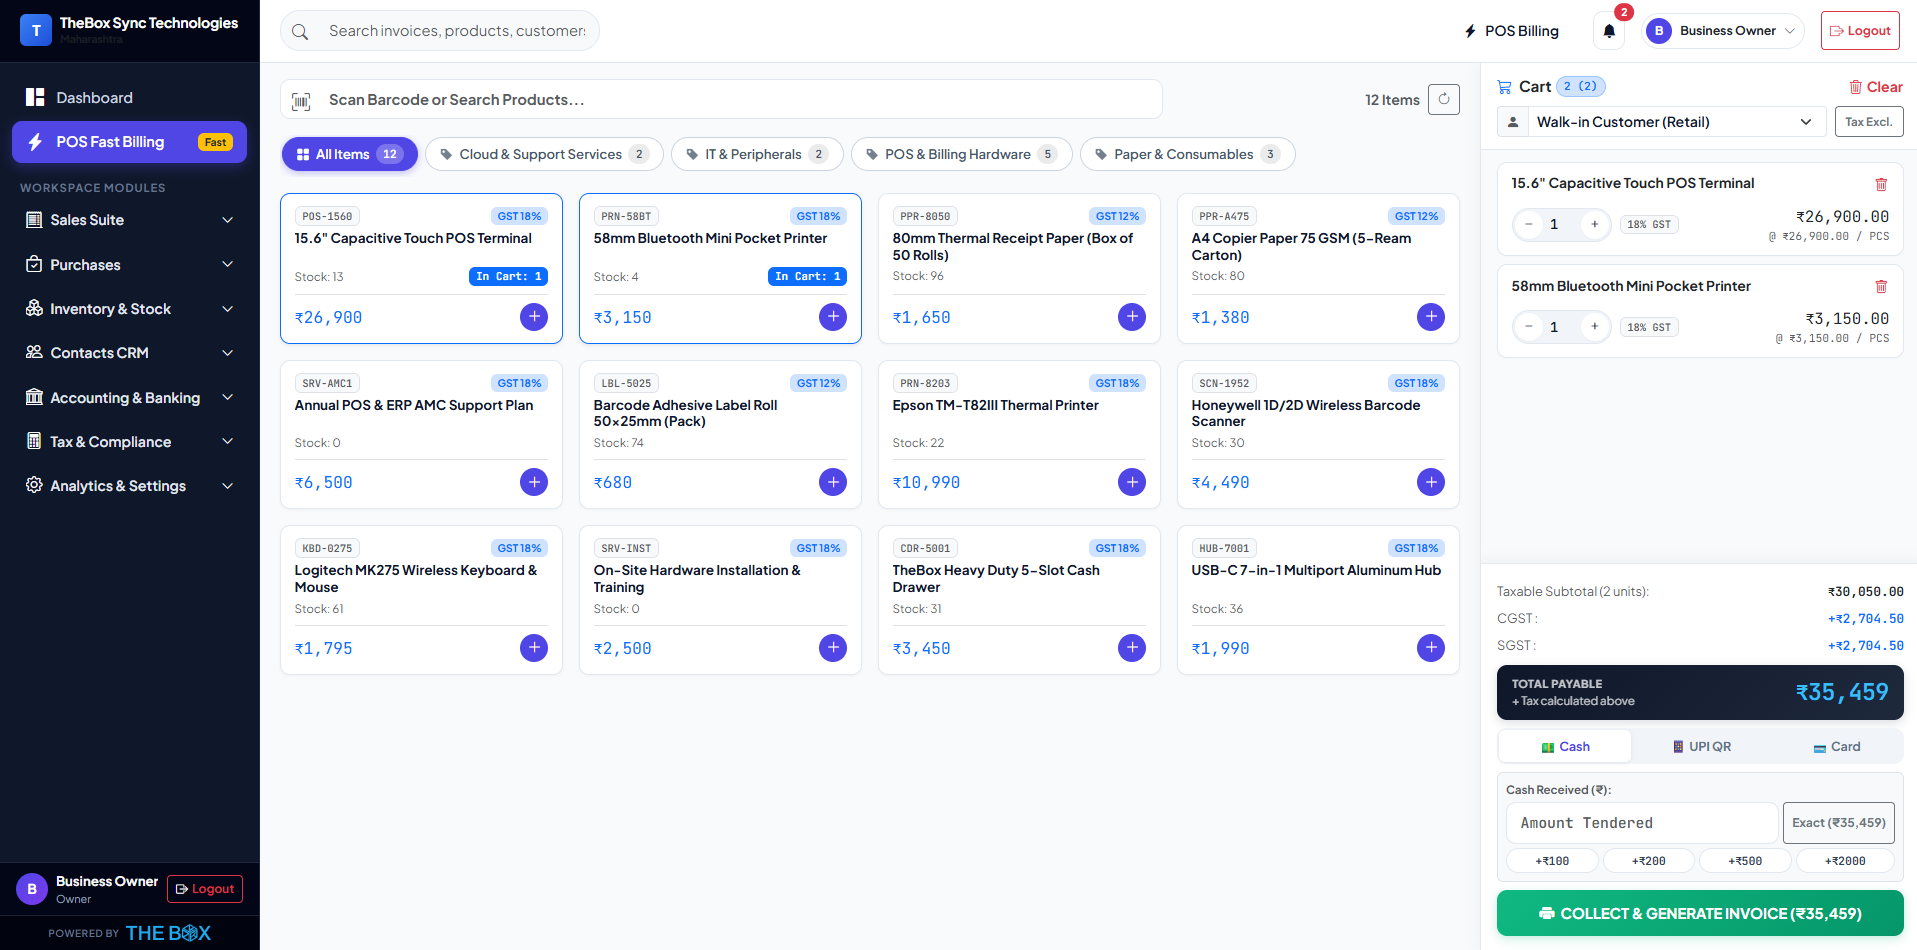 T
TheBox Sync Technologies
Maharashtra
Search invoices, products, customers
POS Billing
2
B
Business Owner
Logout
Dashboard
POS Fast Billing
Fast
WORKSPACE MODULES
Sales Suite
Purchases
Inventory & Stock
Contacts CRM
Accounting & Banking
Tax & Compliance
Analytics & Settings
B
Business Owner
Owner
Logout
POWERED BY THE BOX
Scan Barcode or Search Products...
12 Items
All Items 12
Cloud & Support Services 2
IT & Peripherals 2
POS & Billing Hardware 5
Paper & Consumables 3
POS-1560
GST 18%
15.6" Capacitive Touch POS Terminal
Stock: 13
In Cart: 1
₹26,900
PRN-58BT
GST 18%
58mm Bluetooth Mini Pocket Printer
Stock: 4
In Cart: 1
₹3,150
PPR-8050
GST 12%
80mm Thermal Receipt Paper (Box of
50 Rolls)
Stock: 96
₹1,650
PPR-A475
GST 12%
A4 Copier Paper 75 GSM (5-Ream
Carton)
Stock: 80
₹1,380
SRV-AMC1
GST 18%
Annual POS & ERP AMC Support Plan
Stock: 0
₹6,500
LBL-5025
GST 12%
Barcode Adhesive Label Roll
50x25mm (Pack)
Stock: 74
₹680
PRN-8203
GST 18%
Epson TM-T82III Thermal Printer
Stock: 22
₹10,990
SCN-1952
GST 18%
Honeywell 1D/2D Wireless Barcode
Scanner
Stock: 30
₹4,490
KBD-0275
GST 18%
Logitech MK275 Wireless Keyboard &
Mouse
Stock: 61
₹1,795
SRV-INST
GST 18%
On-Site Hardware Installation &
Training
Stock: 0
₹2,500
CDR-5001
GST 18%
TheBox Heavy Duty 5-Slot Cash
Drawer
Stock: 31
₹3,450
HUB-7001
GST 18%
USB-C 7-in-1 Multiport Aluminum Hub
Stock: 36
₹1,990
Cart 2 (2)
Clear
Walk-in Customer (Retail)
Tax Excl.
15.6" Capacitive Touch POS Terminal
− 1 +
18% GST
₹26,900.00
@ ₹26,900.00 / PCS
58mm Bluetooth Mini Pocket Printer
− 1 +
18% GST
₹3,150.00
@ ₹3,150.00 / PCS
Taxable Subtotal (2 units): ₹30,050.00
CGST : +₹2,704.50
SGST : +₹2,704.50
TOTAL PAYABLE
+ Tax calculated above
₹35,459
Cash
UPI QR
Card
Cash Received (₹):
Amount Tendered
Exact (₹35,459)
+₹100
+₹200
+₹500
+₹2000
COLLECT & GENERATE INVOICE (₹35,459)